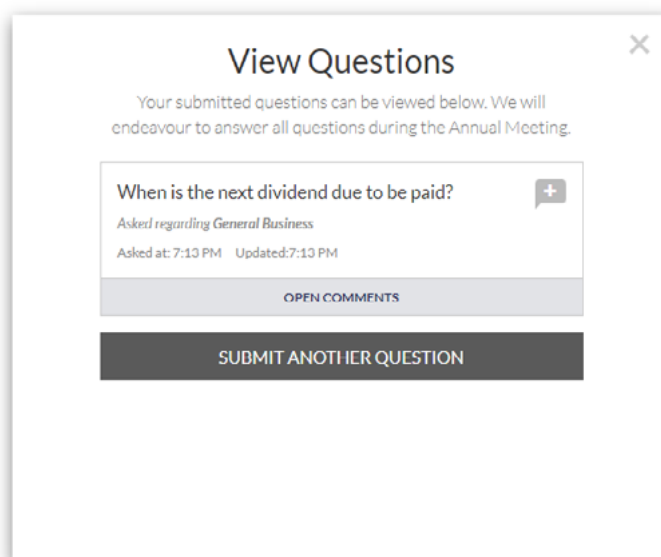 View Questions
Your submitted questions can be viewed below. We will
endeavour to answer all questions during the Annual Meeting.
When is the next dividend due to be paid?
Asked regarding General Business
Asked at: 7:13 PM Updated:7:13 PM
OPEN COMMENTS
SUBMIT ANOTHER QUESTION